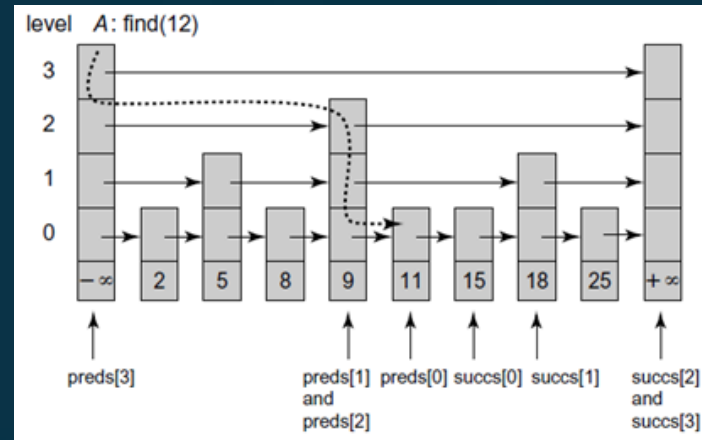 level A: find(12)
3
2
1
0
−∞ 2 5 8 9 11 15 18 25 +∞
preds[3] preds[1] preds[0] succs[0] succs[1] succs[2]
and and
preds[2] succs[3]